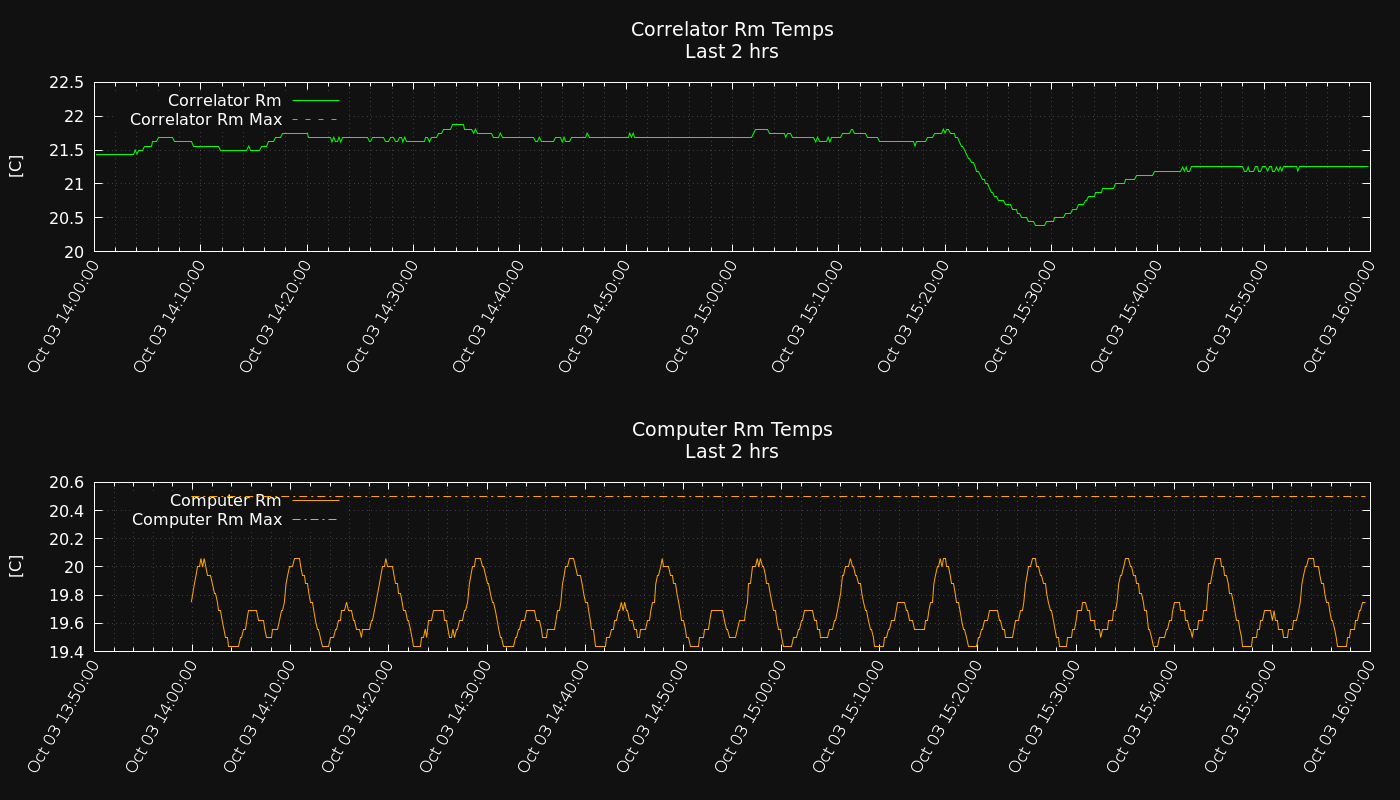 Correlator Rm Temps
Last 2 hrs
22.5
22
21.5
21
20.5
20
[C]
Correlator Rm
Correlator Rm Max
Oct 03 14:00:00
Oct 03 14:10:00
Oct 03 14:20:00
Oct 03 14:30:00
Oct 03 14:40:00
Oct 03 14:50:00
Oct 03 15:00:00
Oct 03 15:10:00
Oct 03 15:20:00
Oct 03 15:30:00
Oct 03 15:40:00
Oct 03 15:50:00
Oct 03 16:00:00
Computer Rm Temps
Last 2 hrs
20.6
20.4
20.2
20
19.8
19.6
19.4
[C]
Computer Rm
Computer Rm Max
Oct 03 13:50:00
Oct 03 14:00:00
Oct 03 14:10:00
Oct 03 14:20:00
Oct 03 14:30:00
Oct 03 14:40:00
Oct 03 14:50:00
Oct 03 15:00:00
Oct 03 15:10:00
Oct 03 15:20:00
Oct 03 15:30:00
Oct 03 15:40:00
Oct 03 15:50:00
Oct 03 16:00:00